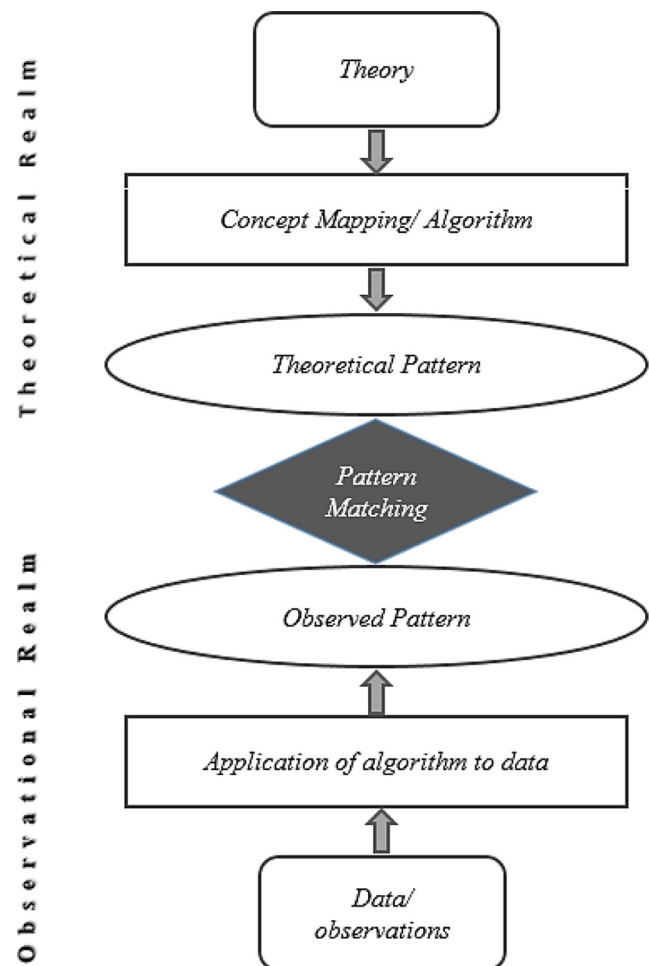 Theoretical Realm
Theory
Concept Mapping/ Algorithm
Theoretical Pattern
Pattern
Matching
Observational Realm
Observed Pattern
Application of algorithm to data
Data/
observations